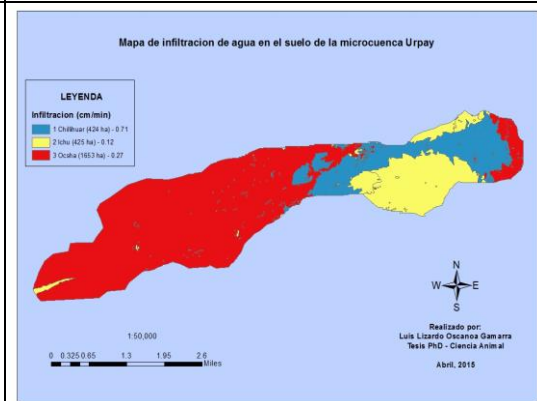 Mapa de infiltracion de agua en el suelo de la microcuenca Urpay
LEYENDA
Infiltracion (cm/min)
1 Chillihuar (424 ha) - 0.71
2 Ichu (425 ha) - 0.12
3 Ocsha (1653 ha) - 0.27
N
W E
S
1:50,000
0 0.325 0.65 1.3 1.95 2.6
Miles
Realizado por:
Luis Lizardo Oscanoa Gamarra
Tesis PhD - Ciencia Animal
Abril, 2015